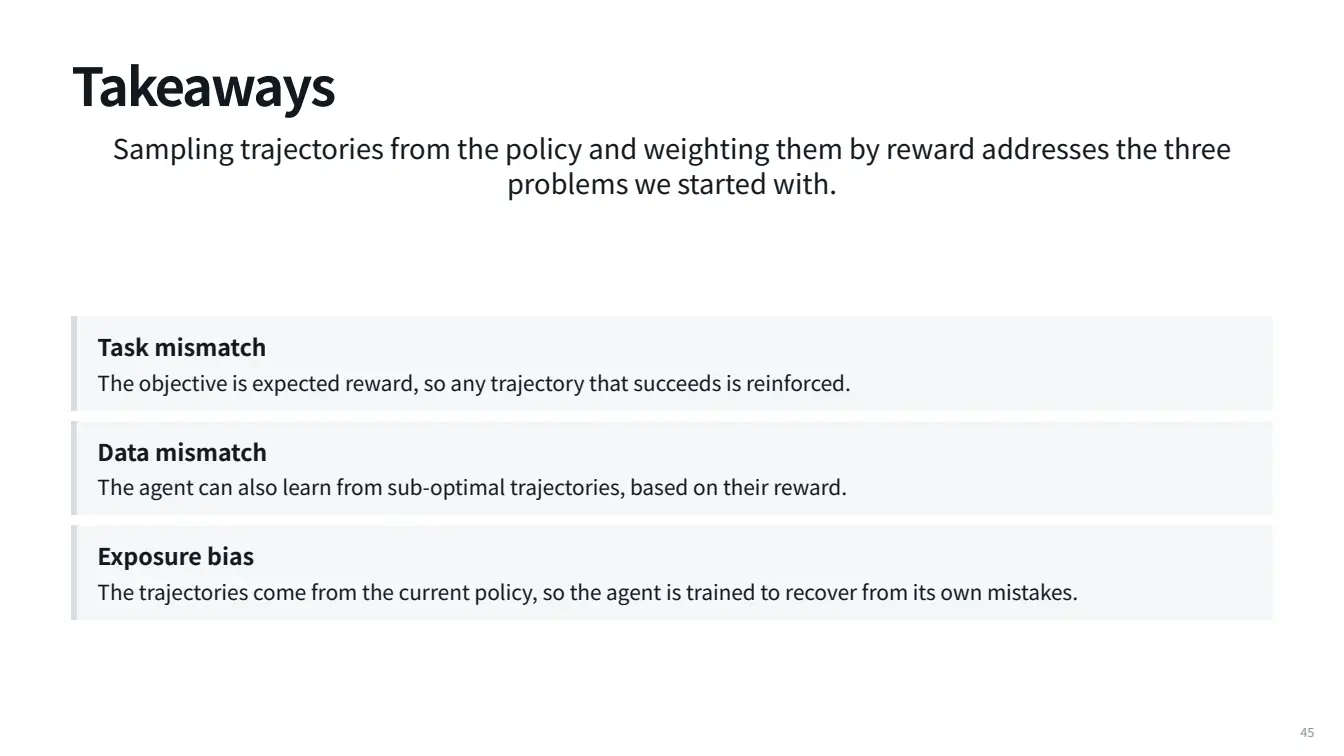 Takeaways
Sampling trajectories from the policy and weighting them by reward addresses the three
problems we started with.
Task mismatch
The objective is expected reward, so any trajectory that succeeds is reinforced.
Data mismatch
The agent can also learn from sub-optimal trajectories, based on their reward.
Exposure bias
The trajectories come from the current policy, so the agent is trained to recover from its own mistakes.
45